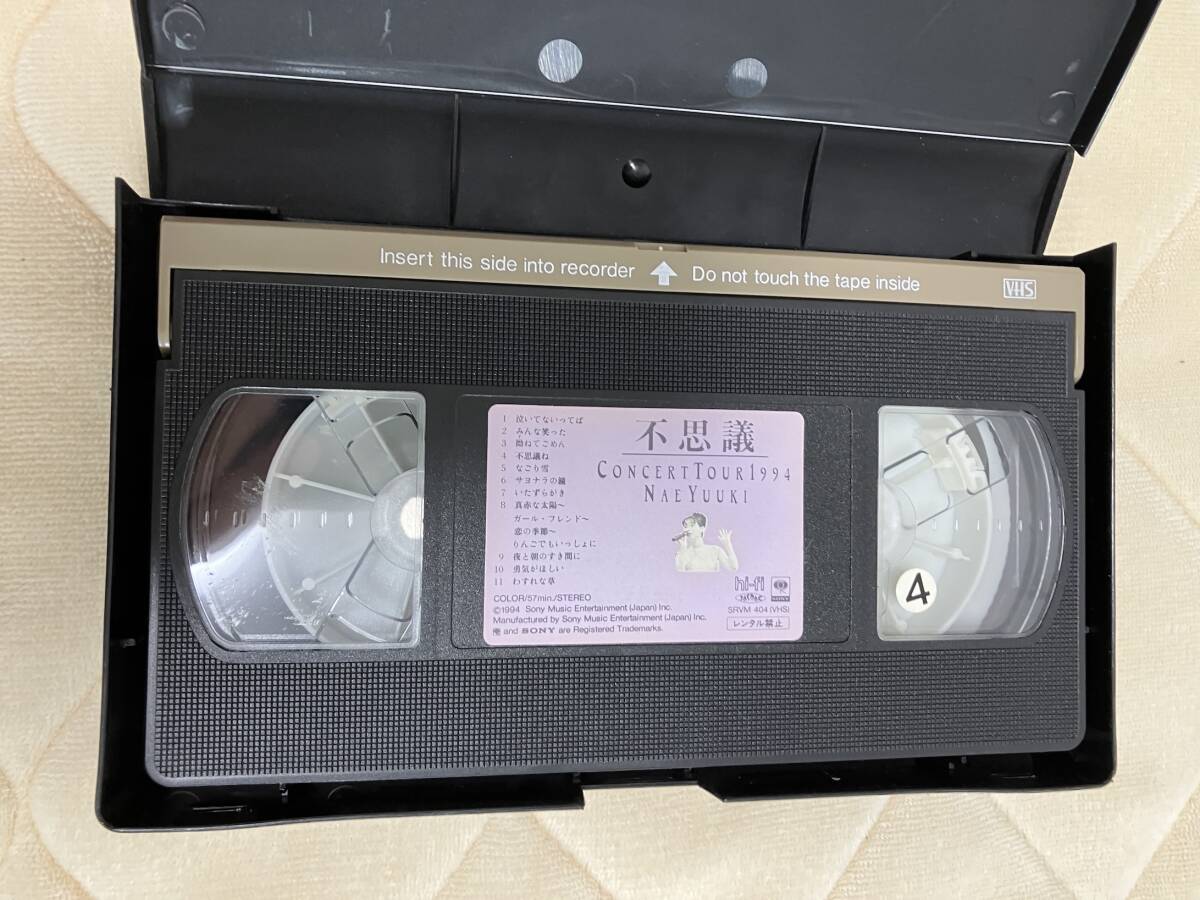 Insert this side into recorder
Do not touch the tape inside
VHS
1 泣いてないってば
2 みんな笑った
3 拗ねてごめん
4 不思議ね
5 なごり雪
6 サヨナラの鐘
7 いたずらがき
8 真赤な太陽〜
ガール・フレンド〜
恋の季節〜
りんごでもいっしょに
9 夜と朝のすき間に
10 勇気がほしい
11 わすれな草
不思議
CONCERT TOUR 1994
NAE YUUKI
COLOR/57min./STEREO
©1994 Sony Music Entertainment (Japan) Inc.
Manufactured by Sony Music Entertainment (Japan) Inc.
and SONY are Registered Trademarks.
hi-fi
SRVM 404 (VHS)
レンタル禁止
4